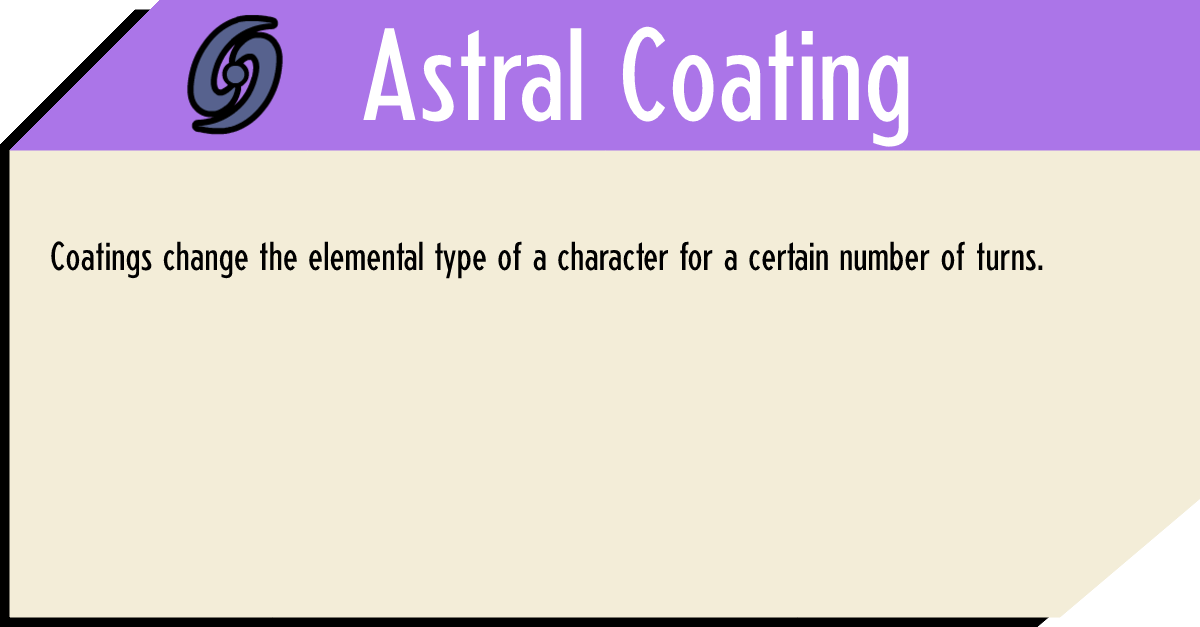 Astral Coating
Coatings change the elemental type of a character for a certain number of turns.